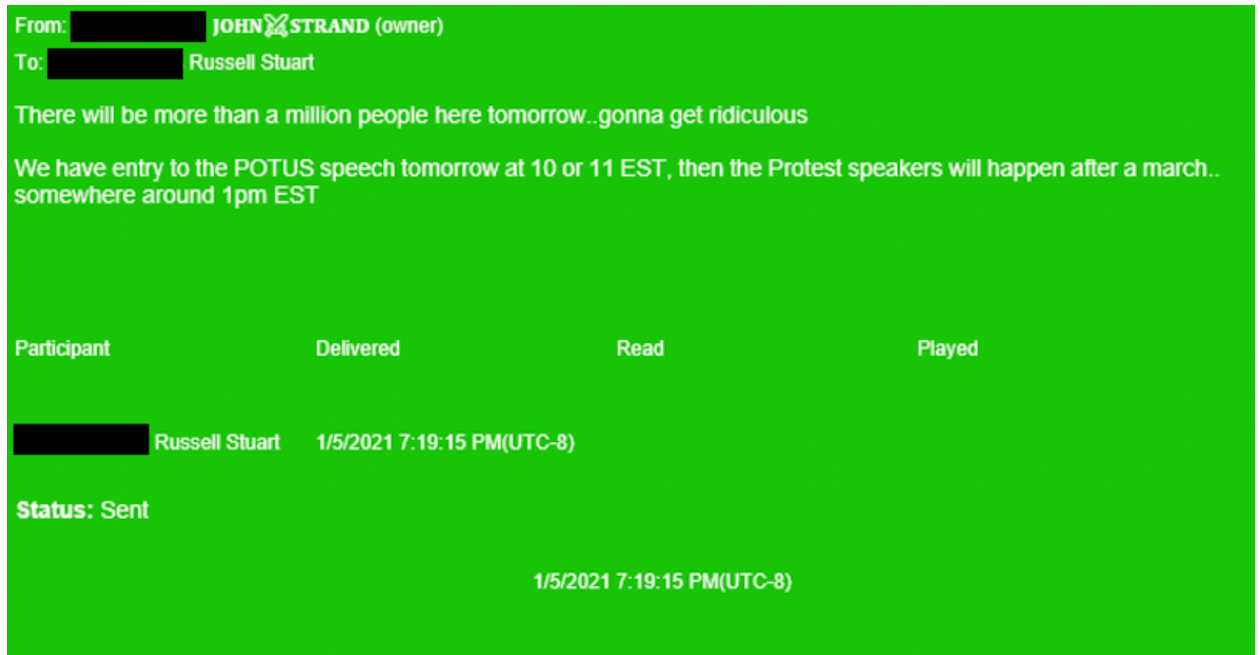 From: JOHN⚔STRAND (owner)
To: Russell Stuart
There will be more than a million people here tomorrow..gonna get ridiculous
We have entry to the POTUS speech tomorrow at 10 or 11 EST, then the Protest speakers will happen after a march..
somewhere around 1pm EST
Participant Delivered Read Played
Russell Stuart 1/5/2021 7:19:15 PM(UTC-8)
Status: Sent
1/5/2021 7:19:15 PM(UTC-8)